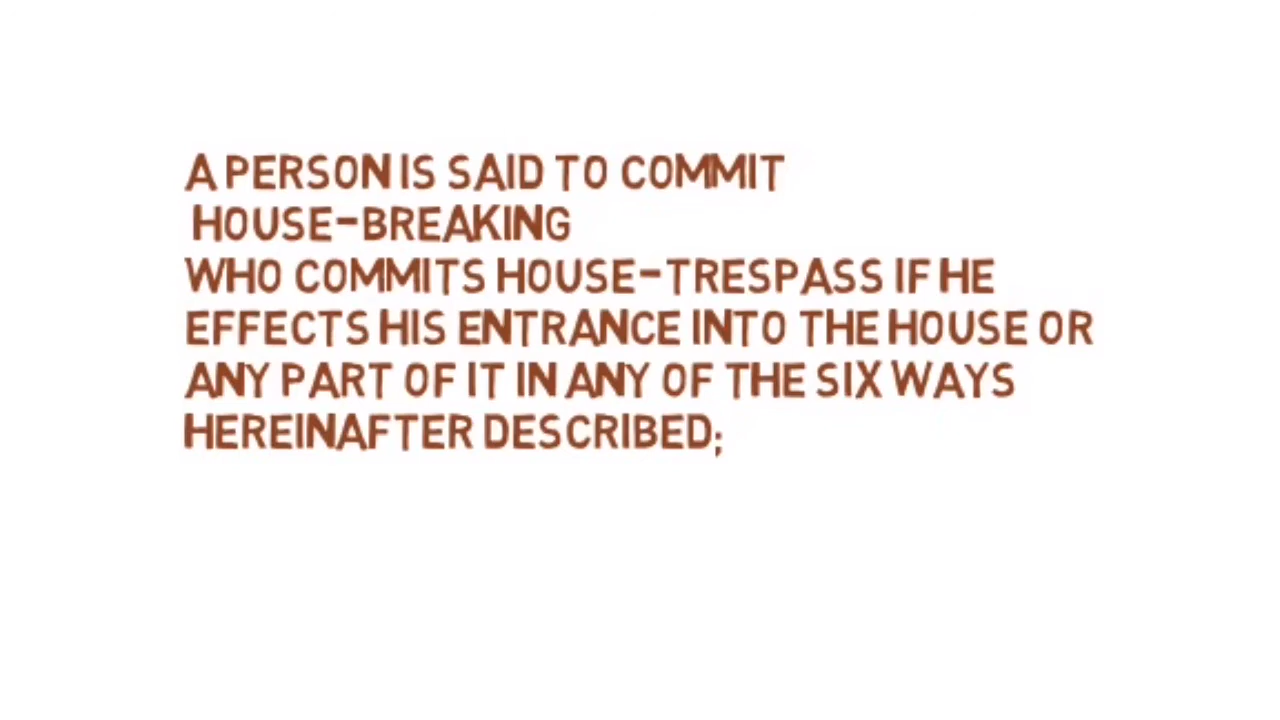 A PERSON IS SAID TO COMMIT
HOUSE-BREAKING
WHO COMMITS HOUSE-TRESPASS IF HE
EFFECTS HIS ENTRANCE INTO THE HOUSE OR
ANY PART OF IT IN ANY OF THE SIX WAYS
HEREINAFTER DESCRIBED;